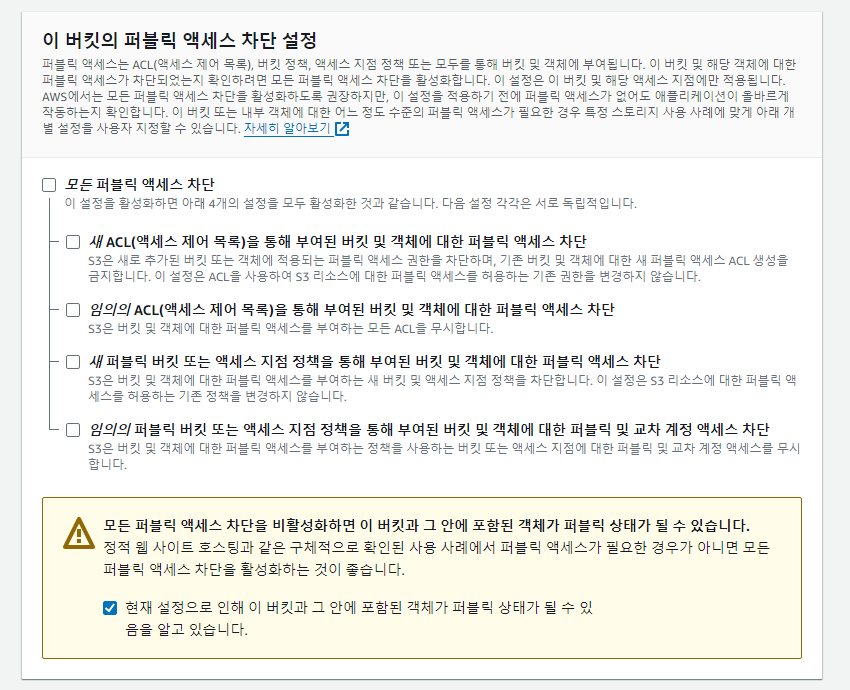 이 버킷의 퍼블릭 액세스 차단 설정
퍼블릭 액세스는 ACL(액세스 제어 목록), 버킷 정책, 액세스 지점 정책 또는 모두를 통해 버킷 및 객체에 부여됩니다. 이 버킷 및 해당 객체에 대한
퍼블릭 액세스가 차단되었는지 확인하려면 모든 퍼블릭 액세스 차단을 활성화합니다. 이 설정은 이 버킷 및 해당 액세스 지점에만 적용됩니다.
AWS에서는 모든 퍼블릭 액세스 차단을 활성화하도록 권장하지만, 이 설정을 적용하기 전에 퍼블릭 액세스가 없어도 애플리케이션이 올바르게
작동하는지 확인합니다. 이 버킷 또는 내부 객체에 대한 어느 정도 수준의 퍼블릭 액세스가 필요한 경우 특정 스토리지 사용 사례에 맞게 아래 개
별 설정을 사용자 지정할 수 있습니다. 자세히 알아보기
모든 퍼블릭 액세스 차단
이 설정을 활성화하면 아래 4개의 설정을 모두 활성화한 것과 같습니다. 다음 설정 각각은 서로 독립적입니다.
새 ACL(액세스 제어 목록)을 통해 부여된 버킷 및 객체에 대한 퍼블릭 액세스 차단
S3은 새로 추가된 버킷 또는 객체에 적용되는 퍼블릭 액세스 권한을 차단하며, 기존 버킷 및 객체에 대한 새 퍼블릭 액세스 ACL 생성을
금지합니다. 이 설정은 ACL을 사용하여 S3 리소스에 대한 퍼블릭 액세스를 허용하는 기존 권한을 변경하지 않습니다.
임의의 ACL(액세스 제어 목록)을 통해 부여된 버킷 및 객체에 대한 퍼블릭 액세스 차단
S3은 버킷 및 객체에 대한 퍼블릭 액세스를 부여하는 모든 ACL을 무시합니다.
새 퍼블릭 버킷 또는 액세스 지점 정책을 통해 부여된 버킷 및 객체에 대한 퍼블릭 액세스 차단
S3은 버킷 및 객체에 대한 퍼블릭 액세스를 부여하는 새 버킷 및 액세스 지점 정책을 차단합니다. 이 설정은 S3 리소스에 대한 퍼블릭 액
세스를 허용하는 기존 정책을 변경하지 않습니다.
임의의 퍼블릭 버킷 또는 액세스 지점 정책을 통해 부여된 버킷 및 객체에 대한 퍼블릭 및 교차 계정 액세스 차단
S3은 버킷 및 객체에 대한 퍼블릭 액세스를 부여하는 정책을 사용하는 버킷 또는 액세스 지점에 대한 퍼블릭 및 교차 계정 액세스를 무시
합니다.
모든 퍼블릭 액세스 차단을 비활성화하면 이 버킷과 그 안에 포함된 객체가 퍼블릭 상태가 될 수 있습니다.
정적 웹 사이트 호스팅과 같은 구체적으로 확인된 사용 사례에서 퍼블릭 액세스가 필요한 경우가 아니면 모든
퍼블릭 액세스 차단을 활성화하는 것이 좋습니다.
현재 설정으로 인해 이 버킷과 그 안에 포함된 객체가 퍼블릭 상태가 될 수 있
음을 알고 있습니다.